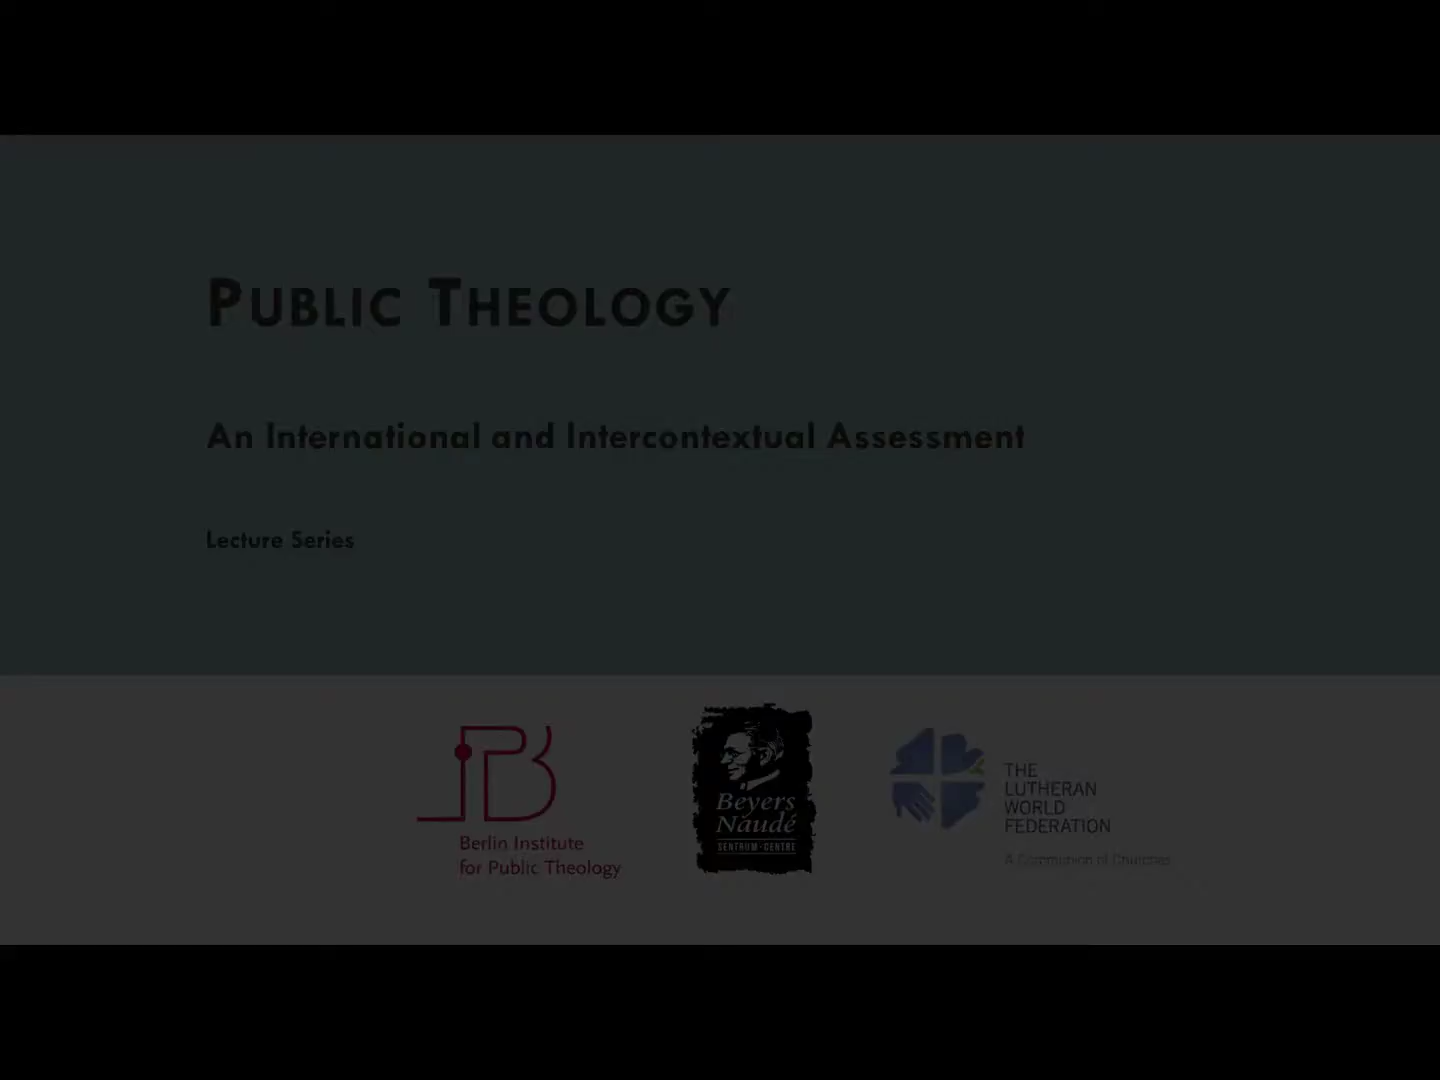 PUBLIC THEOLOGY
An International and Intercontextual Assessment
Lecture Series
Berlin Institute
for Public Theology
Beyers
Naudé
SENTRUM·CENTRE
THE
LUTHERAN
WORLD
FEDERATION
A Communion of Churches